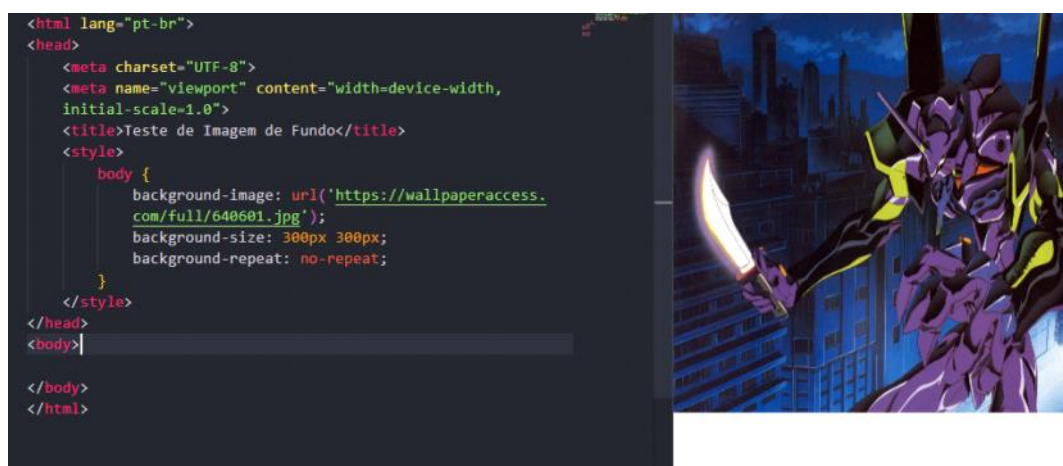 <html lang="pt-br">
<head>
<meta charset="UTF-8">
<meta name="viewport" content="width=device-width,
initial-scale=1.0">
<title>Teste de Imagem de Fundo</title>
<style>
body {
background-image: url('https://wallpaperaccess.
com/full/640601.jpg');
background-size: 300px 300px;
background-repeat: no-repeat;
}
</style>
</head>
<body>
</body>
</html>